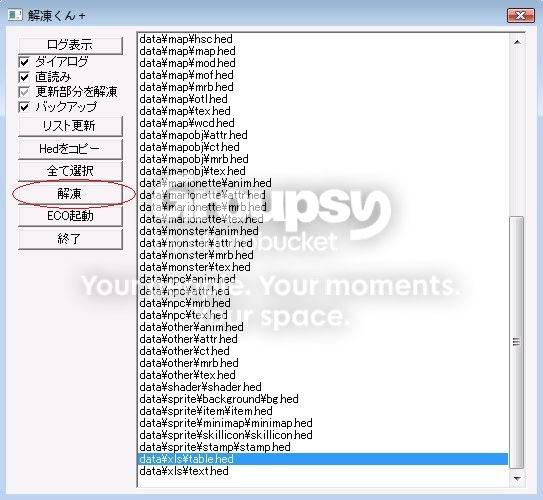 解凍くん+
ログ表示
ダイアログ
直読み
更新部分を解凍
バックアップ
リスト更新
Hedをコピー
全て選択
解凍
ECO起動
終了
data¥map¥hsc.hed
data¥map¥map.hed
data¥map¥mod.hed
data¥map¥mof.hed
data¥map¥mrb.hed
data¥map¥otl.hed
data¥map¥tex.hed
data¥map¥wcd.hed
data¥mapobj¥attr.hed
data¥mapobj¥ct.hed
data¥mapobj¥mrb.hed
data¥mapobj¥tex.hed
data¥marionette¥anim.hed
data¥marionette¥attr.hed
data¥marionette¥mrb.hed
data¥marionette¥tex.hed
data¥monster¥anim.hed
data¥monster¥attr.hed
data¥monster¥mrb.hed
data¥monster¥tex.hed
data¥npc¥anim.hed
data¥npc¥attr.hed
data¥npc¥mrb.hed
data¥npc¥tex.hed
data¥other¥anim.hed
data¥other¥attr.hed
data¥other¥ct.hed
data¥other¥mrb.hed
data¥other¥tex.hed
data¥shader¥shader.hed
data¥sprite¥background¥bg.hed
data¥sprite¥item¥item.hed
data¥sprite¥minimap¥minimap.hed
data¥sprite¥skillicon¥skillicon.hed
data¥sprite¥stamp¥stamp.hed
data¥xls¥table.hed
data¥xls¥text.hed
Your moments.
Your space.